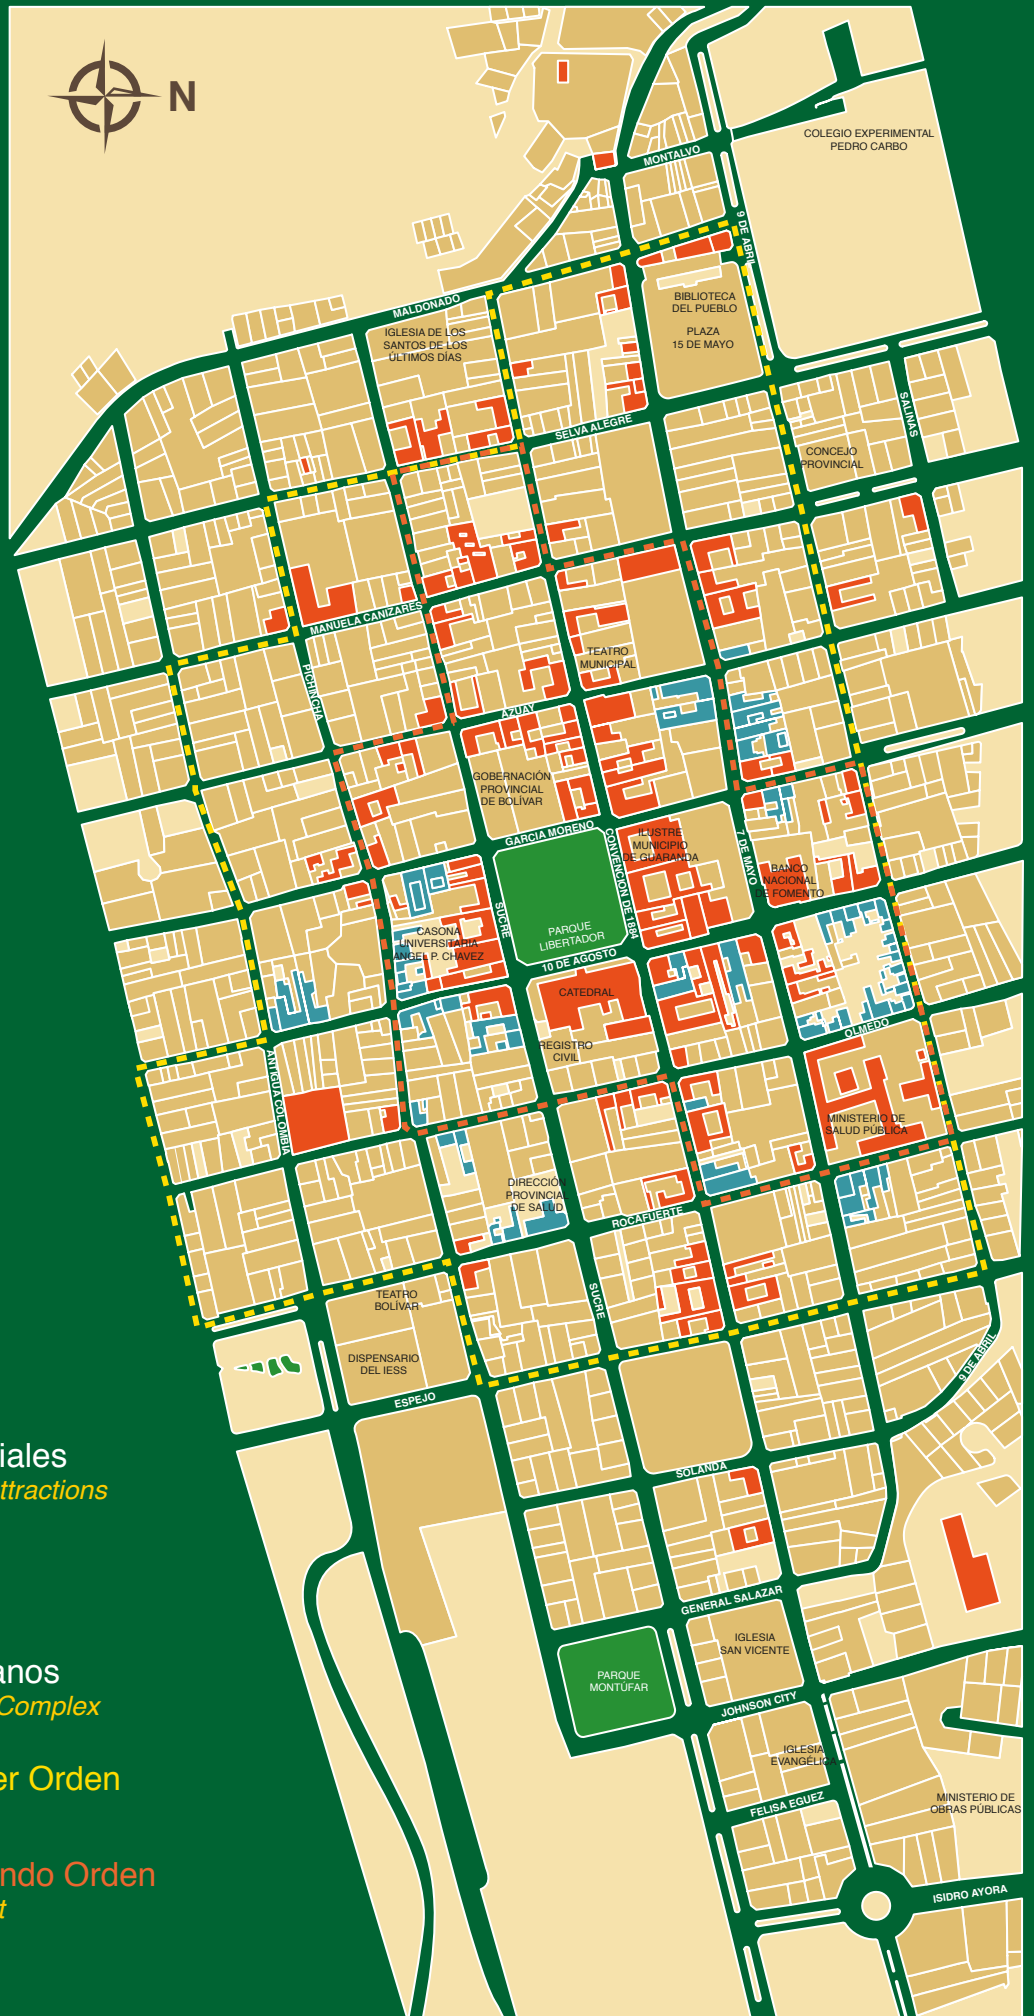 N
COLEGIO EXPERIMENTAL
PEDRO CARBO
MONTALVO
9 DE ABRIL
BIBLIOTECA
DEL PUEBLO
PLAZA
15 DE MAYO
MALDONADO
IGLESIA DE LOS
SANTOS DE LOS
ÚLTIMOS DÍAS
SELVA ALEGRE
SALINAS
CONCEJO
PROVINCIAL
MANUELA CAÑIZARES
TEATRO
MUNICIPAL
PICHINCHA
AZUAY
GOBERNACIÓN
PROVINCIAL
DE BOLÍVAR
GARCIA MORENO
CONVENCIÓN DE 1884
ILUSTRE
MUNICIPIO
DE GUARANDA
7 DE MAYO
BANCO
NACIONAL
DE FOMENTO
SUCRE
CASONA
UNIVERSITARIA
ÁNGEL P. CHAVEZ
PARQUE
LIBERTADOR
10 DE AGOSTO
CATEDRAL
OLMEDO
REGISTRO
CIVIL
ANTIGUA COLOMBIA
MINISTERIO DE
SALUD PÚBLICA
DIRECCIÓN
PROVINCIAL
DE SALUD
ROCAFUERTE
SUCRE
TEATRO
BOLÍVAR
DISPENSARIO
DEL IESS
9 DE ABRIL
ESPEJO
iales
ttractions
SOLANDA
GENERAL SALAZAR
IGLESIA
SAN VICENTE
anos
Complex
PARQUE
MONTÚFAR
JOHNSON CITY
IGLESIA
EVANGÉLICA
er Orden
FELISA EGUEZ
MINISTERIO DE
OBRAS PÚBLICAS
ndo Orden
t
ISIDRO AYORA